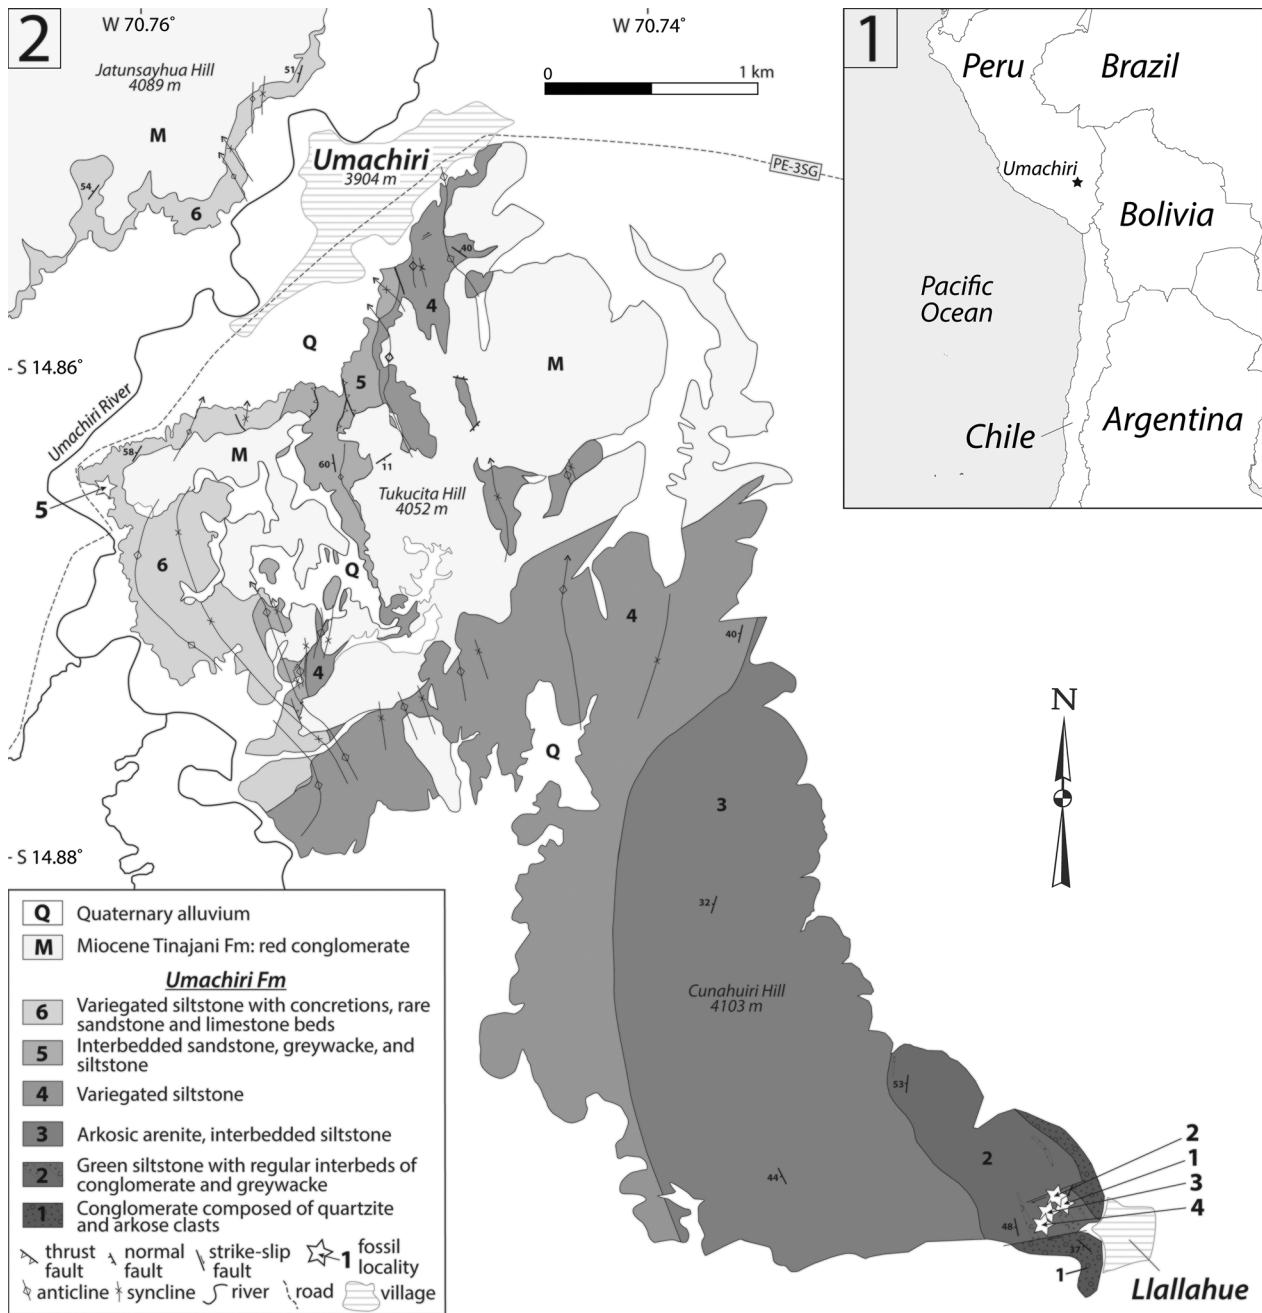 2
W 70.76°
W 70.74°
0
1 km
Jatunsayhua Hill
4089 m
51
M
54
6
Umachiri
3904 m
PE-3SG
40
4
Q
S 14.86°
5
M
Umachiri River
58
M
60
11
Tukucita Hill
4052 m
5
6
Q
4
40
4
Q
3
S 14.88°
32
Cunahuiri Hill
4103 m
53
2
44
48
37
1
2
1
3
4
Llallahue
N
1
Peru
Brazil
Umachiri
Bolivia
Pacific
Ocean
Chile
Argentina
Q Quaternary alluvium
M Miocene Tinajani Fm: red conglomerate
Umachiri Fm
6 Variegated siltstone with concretions, rare
sandstone and limestone beds
5 Interbedded sandstone, greywacke, and
siltstone
4 Variegated siltstone
3 Arkosic arenite, interbedded siltstone
2 Green siltstone with regular interbeds of
conglomerate and greywacke
1 Conglomerate composed of quartzite
and arkose clasts
thrust
fault
normal
fault
strike-slip
fault
1 fossil
locality
anticline
syncline
river
road
village